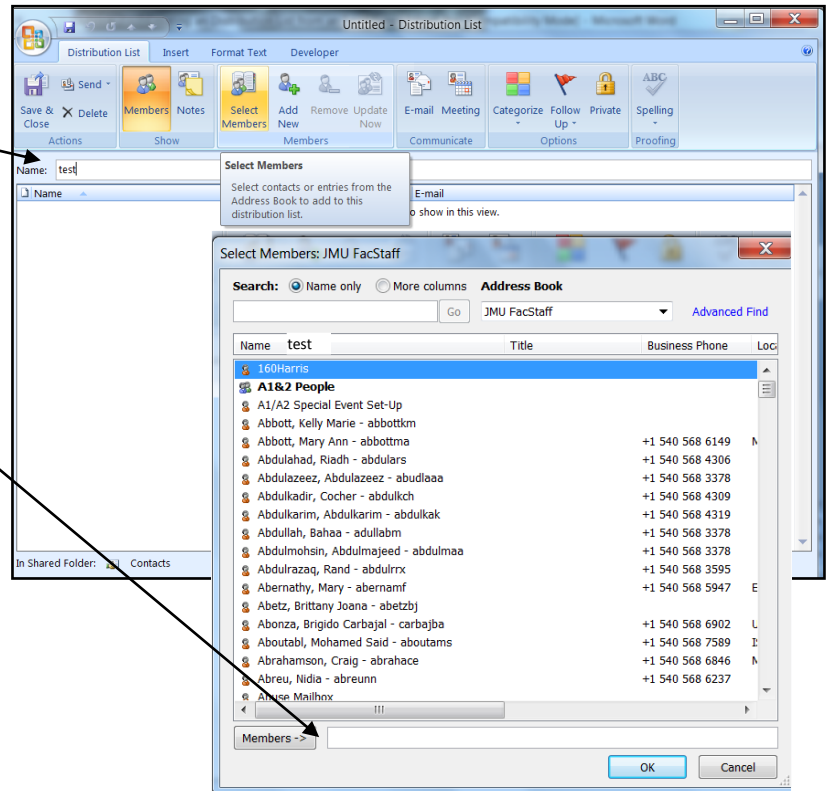 Untitled - Distribution List
Distribution List Insert Format Text Developer
Save & Close Send Delete Members Notes Select Members Add New Remove Update Now E-mail Meeting Categorize Follow Up Private Spelling
Actions Show Members Communicate Options Proofing
Name: test
Select Members
Select contacts or entries from the
Address Book to add to this
distribution list.
Name E-mail
o show in this view.
Select Members: JMU FacStaff
Search: Name only More columns Address Book
Go JMU FacStaff Advanced Find
Name test Title Business Phone Loca
160Harris
A1&2 People
A1/A2 Special Event Set-Up
Abbott, Kelly Marie - abbottkm
Abbott, Mary Ann - abbottma +1 540 568 6149
Abdulahad, Riadh - abdulars +1 540 568 4306
Abdulazeez, Abdulazeez - abudlaaa +1 540 568 3378
Abdulkadir, Cocher - abdulkch +1 540 568 4309
Abdulkarim, Abdulkarim - abdulkak +1 540 568 4319
Abdullah, Bahaa - adullabm +1 540 568 3378
Abdulmohsin, Abdulmajeed - abdulmaa +1 540 568 3378
Abdulrazaq, Rand - abdulrrx +1 540 568 3595
Abernathy, Mary - abernamf +1 540 568 5947 E
Abetz, Brittany Joana - abetzbj
Abonza, Brigido Carbajal - carbajba +1 540 568 6902
Aboutabl, Mohamed Said - aboutams +1 540 568 7589
Abrahamson, Craig - abrahace +1 540 568 6846
Abreu, Nidia - abreunn +1 540 568 6237
Abuse Mailbox
Members ->
OK Cancel
In Shared Folder: Contacts